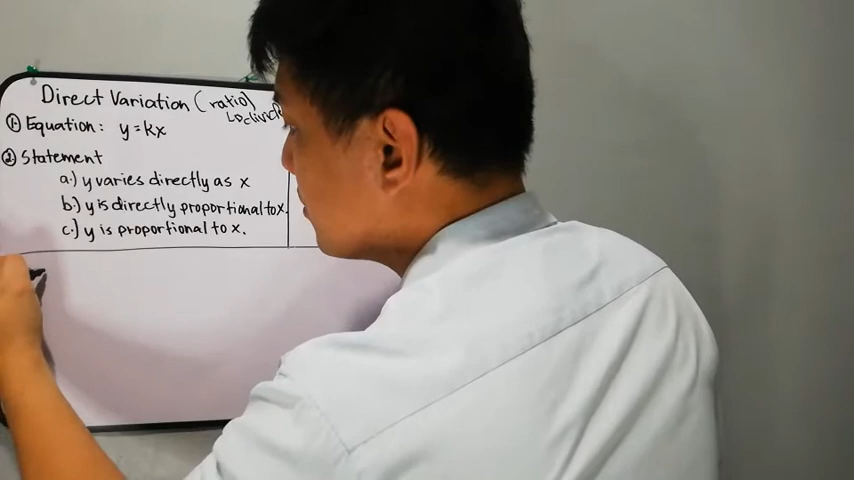 Direct Variation (ratio)
① Equation: y = kx
② Statement
a.) y varies directly as x
b.) y is directly proportional to x.
c.) y is proportional to x.